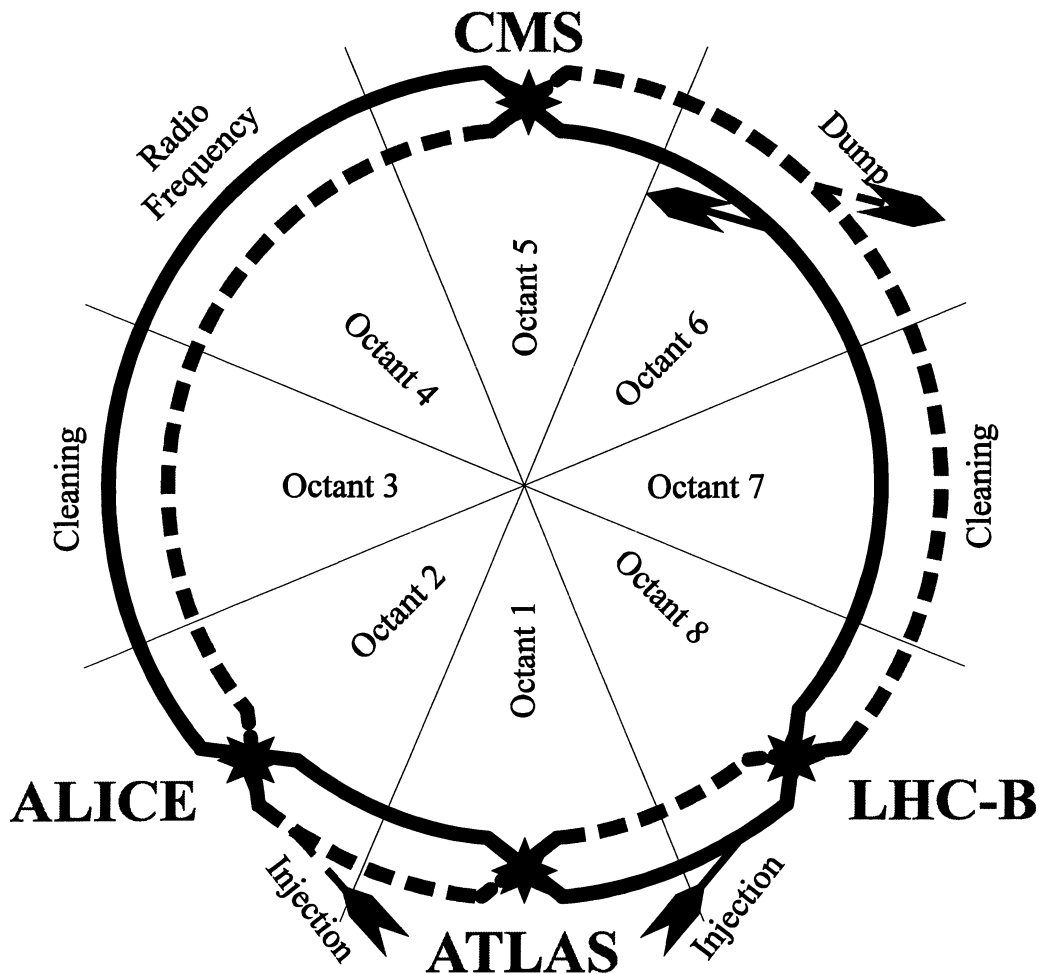 CMS
Radio
Frequency
Dump
Octant 5
Octant 4
Octant 6
Cleaning
Octant 3
Octant 7
Cleaning
Octant 2
Octant 8
Octant 1
ALICE
LHC-B
Injection
Injection
ATLAS